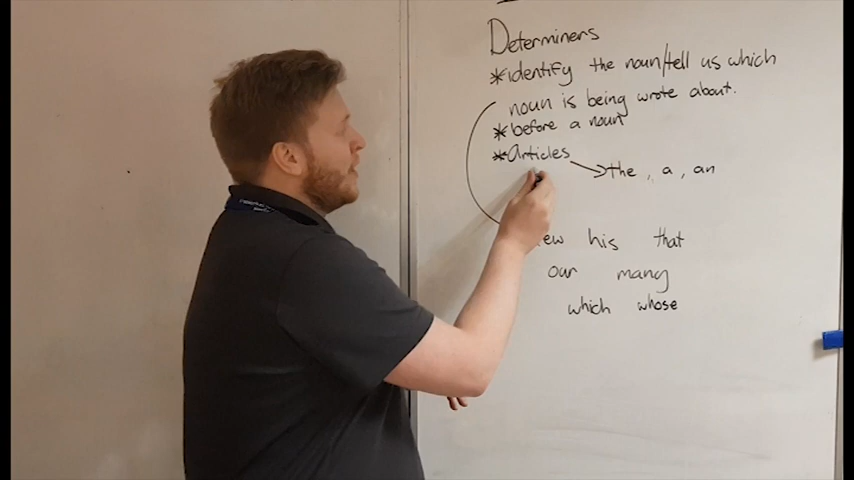 Determiners
*identify the noun/tell us which
noun is being wrote about.
*before a noun
*Articles → the, a, an
his that
our many
which whose